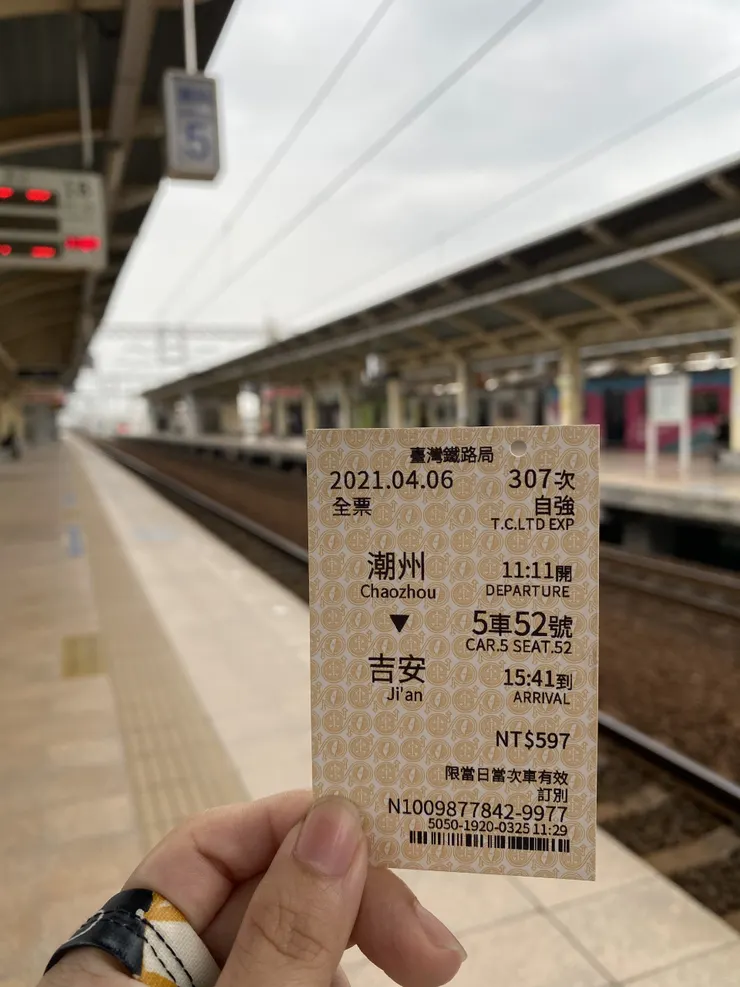 5
臺灣鐵路局
2021.04.06 307次
全票 自強
T.C.LTD EXP
潮州 11:11開
Chaozhou DEPARTURE
▼ 5車52號
CAR.5 SEAT.52
吉安 15:41到
Ji'an ARRIVAL
NT$597
限當日當次車有效
訂別
N1009877842-9977
5050-1920-0325 11:29